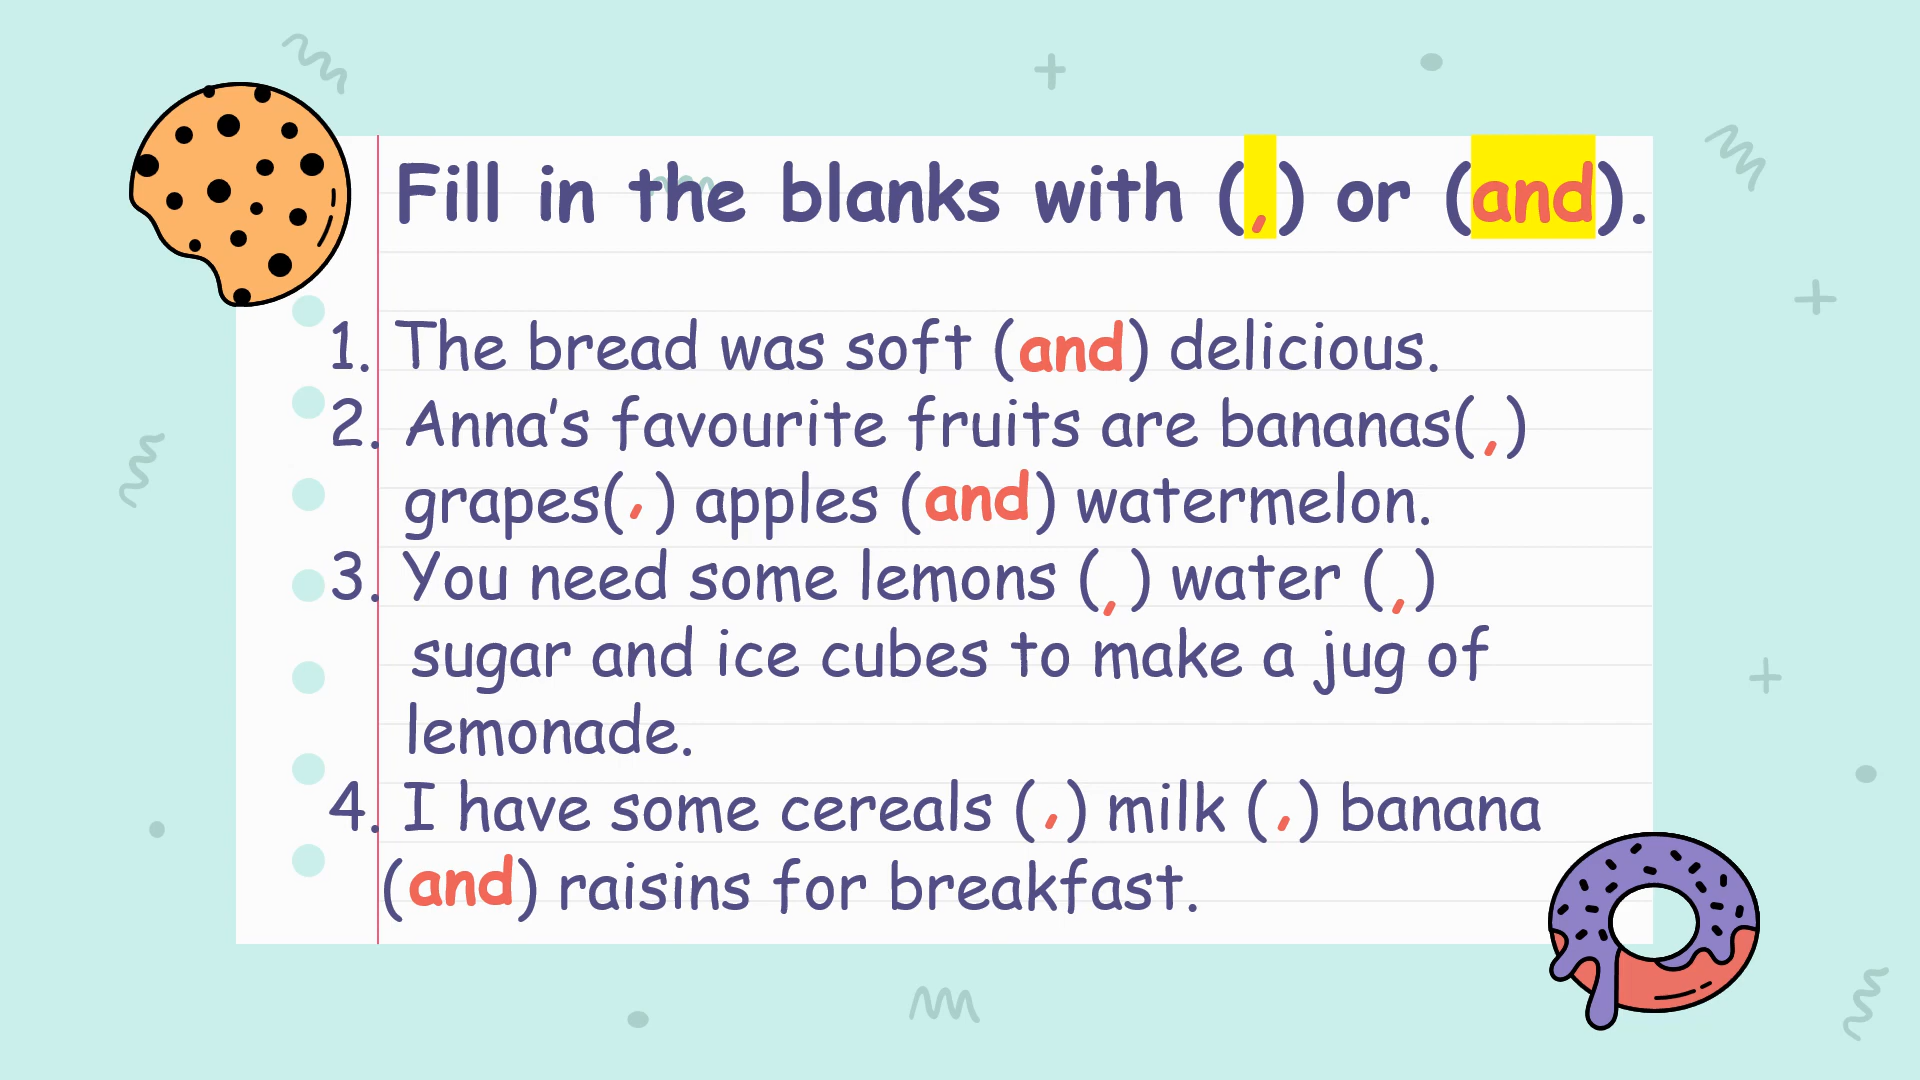 Fill in the blanks with (,) or (and).
1. The bread was soft (and) delicious.
2. Anna's favourite fruits are bananas(,)
grapes(,) apples (and) watermelon.
3. You need some lemons (,) water (,)
sugar and ice cubes to make a jug of
lemonade.
4. I have some cereals (,) milk (,) banana
(and) raisins for breakfast.